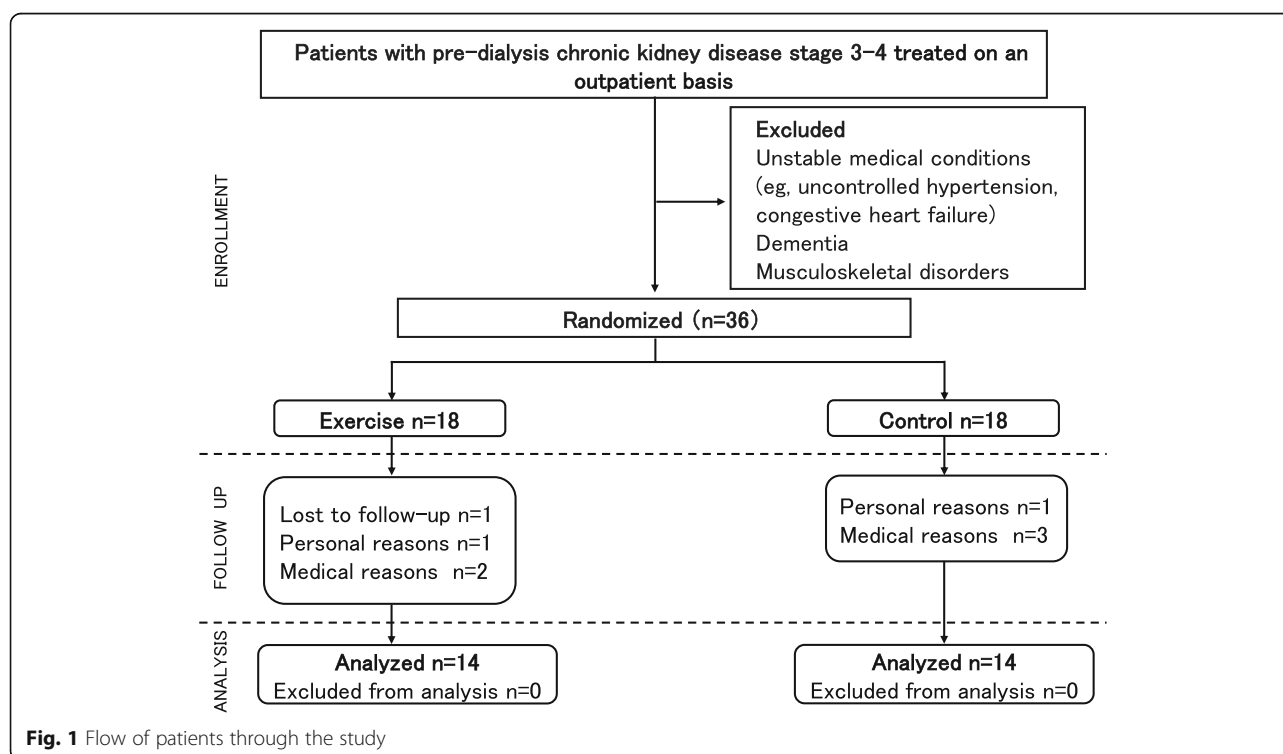 Patients with pre-dialysis chronic kidney disease stage 3-4 treated on an
outpatient basis
ENROLLMENT
Excluded
Unstable medical conditions
(eg, uncontrolled hypertension,
congestive heart failure)
Dementia
Musculoskeletal disorders
Randomized (n=36)
Exercise n=18
Control n=18
FOLLOW UP
Lost to follow-up n=1
Personal reasons n=1
Medical reasons n=2
Personal reasons n=1
Medical reasons n=3
ANALYSIS
Analyzed n=14
Excluded from analysis n=0
Analyzed n=14
Excluded from analysis n=0
Fig. 1 Flow of patients through the study